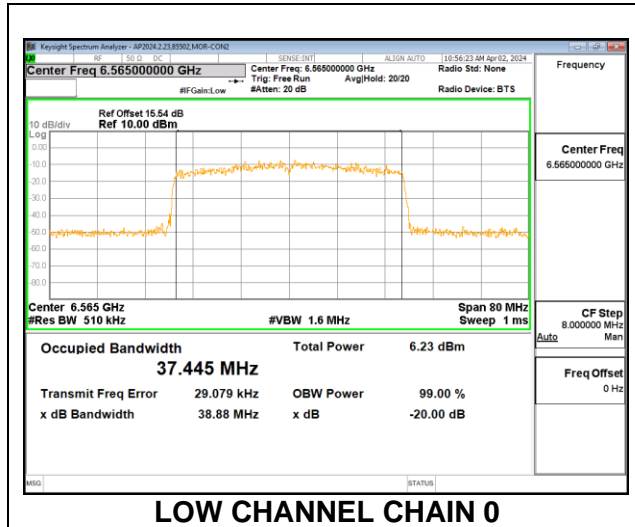 Keysight Spectrum Analyzer - AP2024.2.23,85502,MOR-CON2
RF 50 Ω DC SENSE:INT ALIGN AUTO 10:56:23 AM Apr 02, 2024
Center Freq 6.565000000 GHz Center Freq: 6.565000000 GHz Radio Std: None
Trig: Free Run Avg|Hold: 20/20
#IFGain:Low #Atten: 20 dB Radio Device: BTS
Ref Offset 15.54 dB
10 dB/div Ref 10.00 dBm
Log
0.00
-10.0
-20.0
-30.0
-40.0
-50.0
-60.0
-70.0
-80.0
Center 6.565 GHz Span 80 MHz
#Res BW 510 kHz #VBW 1.6 MHz Sweep 1 ms
Occupied Bandwidth Total Power 6.23 dBm
37.445 MHz
Transmit Freq Error 29.079 kHz OBW Power 99.00 %
x dB Bandwidth 38.88 MHz x dB -20.00 dB
MSG STATUS
Frequency
Center Freq
6.565000000 GHz
CF Step
8.000000 MHz
Auto Man
Freq Offset
0 Hz
LOW CHANNEL CHAIN 0